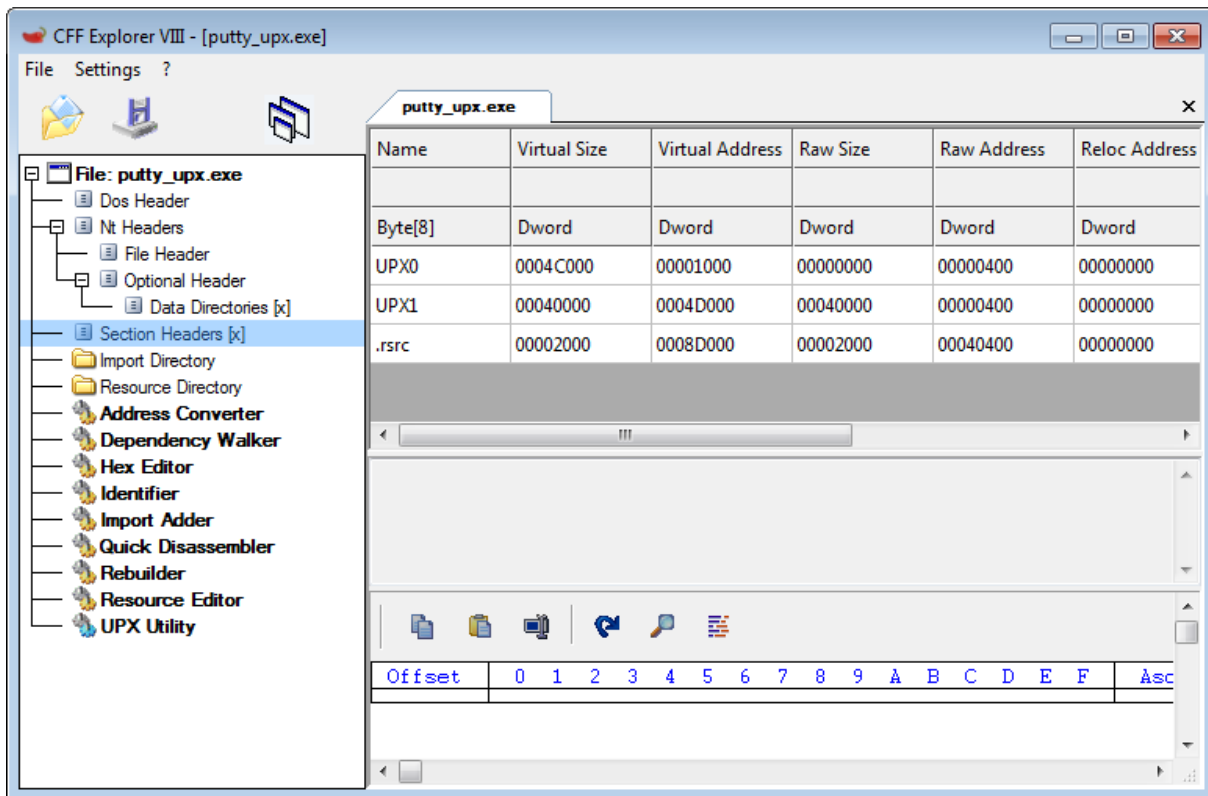 CFF Explorer VIII - [putty_upx.exe]
File Settings ?
putty_upx.exe
File: putty_upx.exe
Dos Header
Nt Headers
File Header
Optional Header
Data Directories [x]
Section Headers [x]
Import Directory
Resource Directory
Address Converter
Dependency Walker
Hex Editor
Identifier
Import Adder
Quick Disassembler
Rebuilder
Resource Editor
UPX Utility
Name Virtual Size Virtual Address Raw Size Raw Address Reloc Address
Byte[8] Dword Dword Dword Dword Dword
UPX0 0004C000 00001000 00000000 00000400 00000000
UPX1 00040000 0004D000 00040000 00000400 00000000
.rsrc 00002000 0008D000 00002000 00040400 00000000
Offset 0 1 2 3 4 5 6 7 8 9 A B C D E F Asc